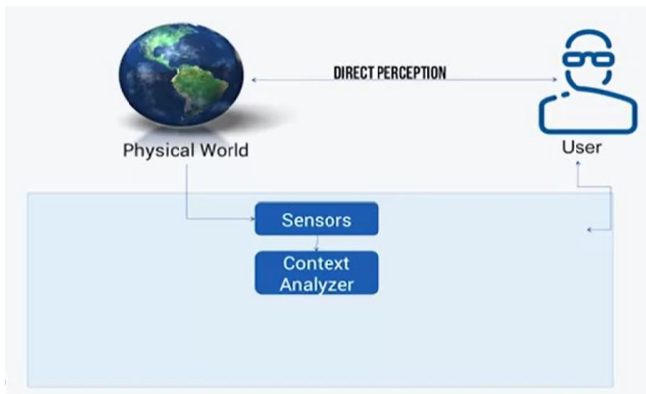 DIRECT PERCEPTION
Physical World
User
Sensors
Context
Analyzer